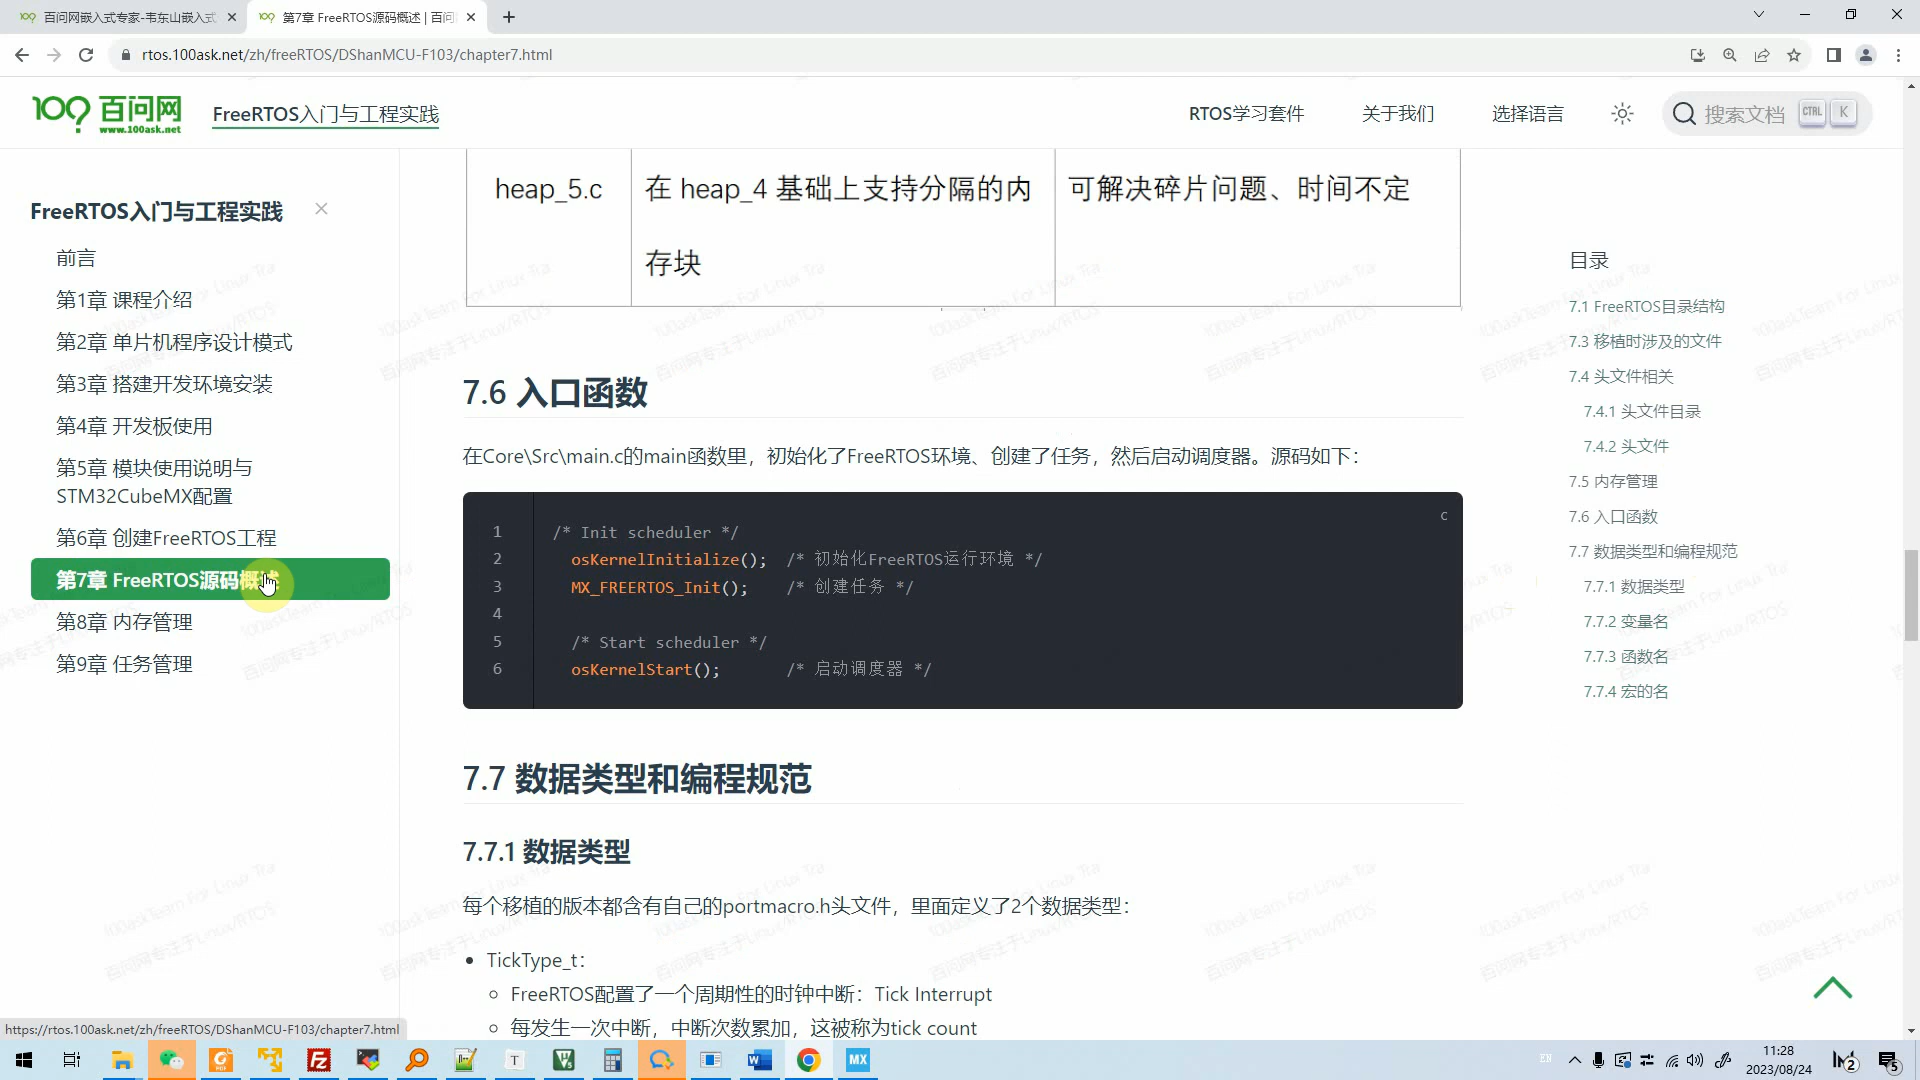 百问网嵌入式专家-韦东山嵌入式
第7章 FreeRTOS源码概述 | 百问
rtos.100ask.net/zh/freeRTOS/DShanMCU-F103/chapter7.html
百问网
www.100ask.net
FreeRTOS入门与工程实践
RTOS学习套件
关于我们
选择语言
搜索文档
CTRL
K
FreeRTOS入门与工程实践
前言
第1章 课程介绍
第2章 单片机程序设计模式
第3章 搭建开发环境安装
第4章 开发板使用
第5章 模块使用说明与
STM32CubeMX配置
第6章 创建FreeRTOS工程
第7章 FreeRTOS源码概述
第8章 内存管理
第9章 任务管理
heap_5.c
在 heap_4 基础上支持分隔的内
存块
可解决碎片问题、时间不定
7.6 入口函数
在Core\Src\main.c的main函数里，初始化了FreeRTOS环境、创建了任务，然后启动调度器。源码如下：
c
1 /* Init scheduler */
2 osKernelInitialize(); /* 初始化FreeRTOS运行环境 */
3 MX_FREERTOS_Init(); /* 创建任务 */
4
5 /* Start scheduler */
6 osKernelStart(); /* 启动调度器 */
7.7 数据类型和编程规范
7.7.1 数据类型
每个移植的版本都含有自己的portmacro.h头文件，里面定义了2个数据类型：
TickType_t：
FreeRTOS配置了一个周期性的时钟中断：Tick Interrupt
每发生一次中断，中断次数累加，这被称为tick count
目录
7.1 FreeRTOS目录结构
7.3 移植时涉及的文件
7.4 头文件相关
7.4.1 头文件目录
7.4.2 头文件
7.5 内存管理
7.6 入口函数
7.7 数据类型和编程规范
7.7.1 数据类型
7.7.2 变量名
7.7.3 函数名
7.7.4 宏的名
100askTeam For Linux Tra
百问网专注于Linux/RTOS
https://rtos.100ask.net/zh/freeRTOS/DShanMCU-F103/chapter7.html
EN
11:28
2023/08/24
2
5